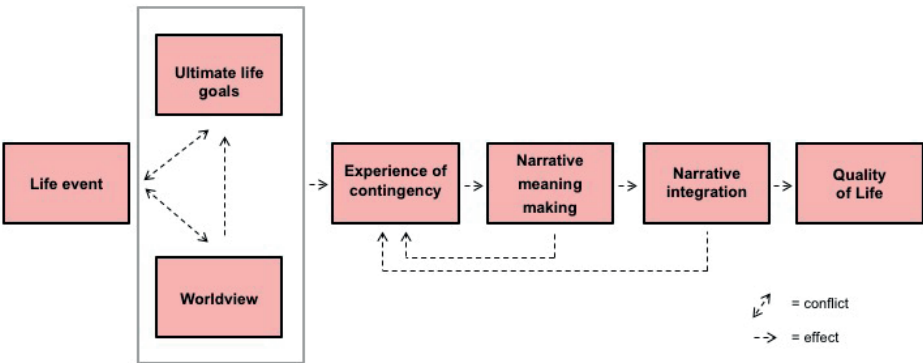 Ultimate life
goals
Life event
Worldview
Experience of
contingency
Narrative
meaning
making
Narrative
integration
Quality
of Life
= conflict
= effect